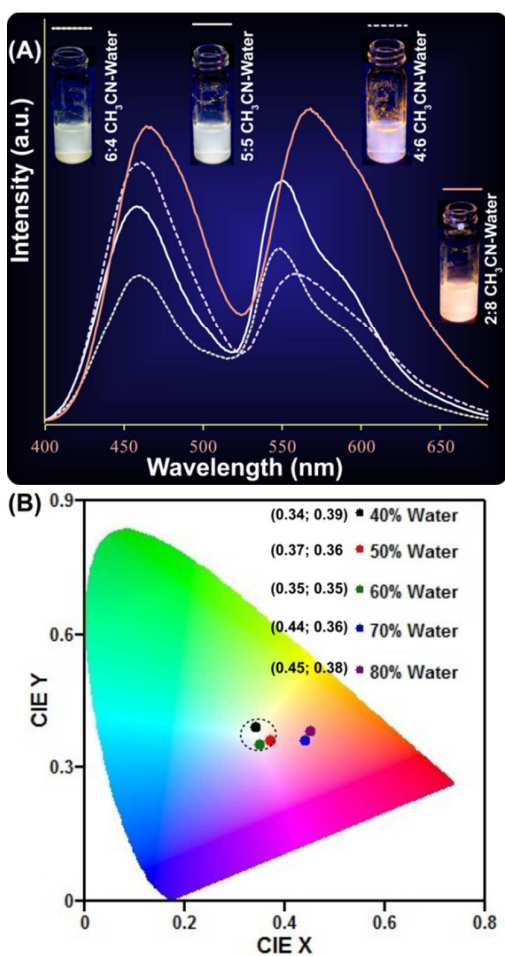 (A)
6:4 CH₃CN-Water
5:5 CH₃CN-Water
4:6 CH₃CN-Water
2:8 CH₃CN-Water
Intensity (a.u.)
400 450 500 550 600 650
Wavelength (nm)
(B)
0.9
0.6
0.3
0
0 0.2 0.4 0.6 0.8
CIE Y
CIE X
(0.34; 0.39) 40% Water
(0.37; 0.36 50% Water
(0.35; 0.35) 60% Water
(0.44; 0.36) 70% Water
(0.45; 0.38) 80% Water